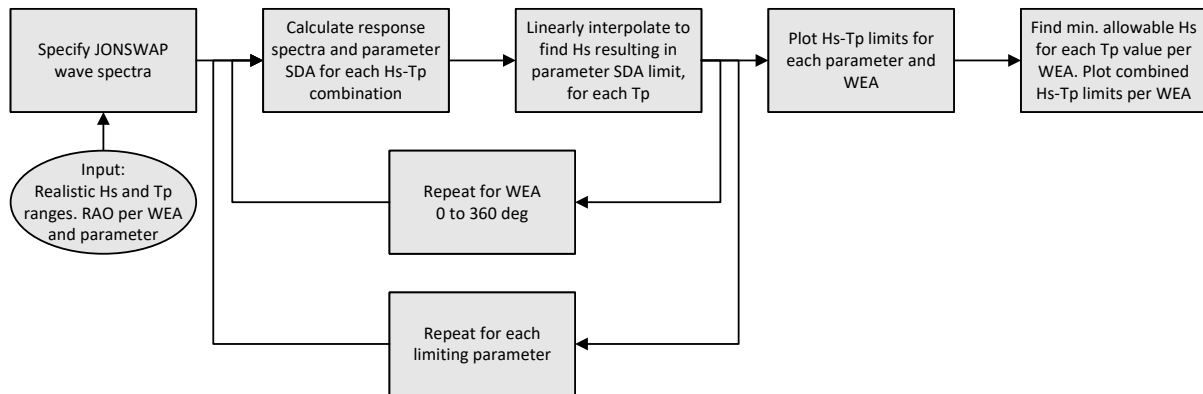 Specify JONSWAP
wave spectra
Calculate response
spectra and parameter
SDA for each Hs-Tp
combination
Linearly interpolate to
find Hs resulting in
parameter SDA limit,
for each Tp
Plot Hs-Tp limits for
each parameter and
WEA
Find min. allowable Hs
for each Tp value per
WEA. Plot combined
Hs-Tp limits per WEA
Input:
Realistic Hs and Tp
ranges. RAO per WEA
and parameter
Repeat for WEA
0 to 360 deg
Repeat for each
limiting parameter